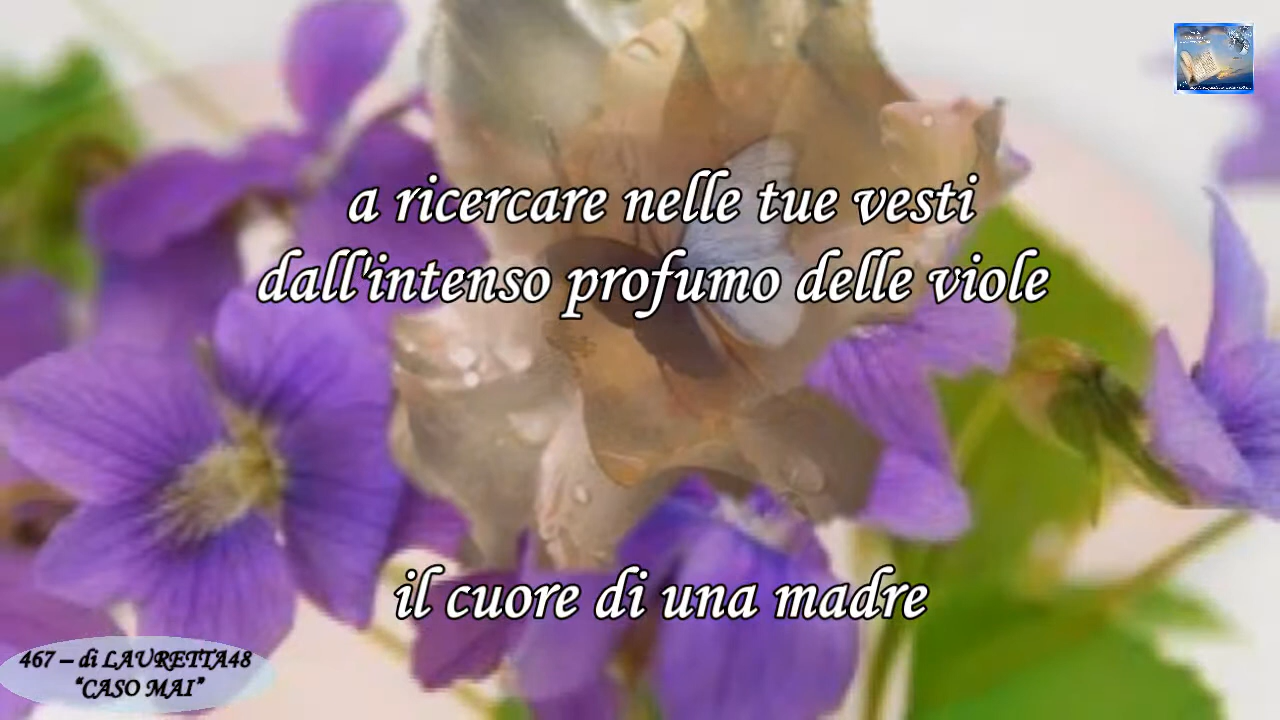 a ricercare nelle tue vesti
dall'intenso profumo delle viole
il cuore di una madre
467 – di LAURETTA48
“CASO MAI”